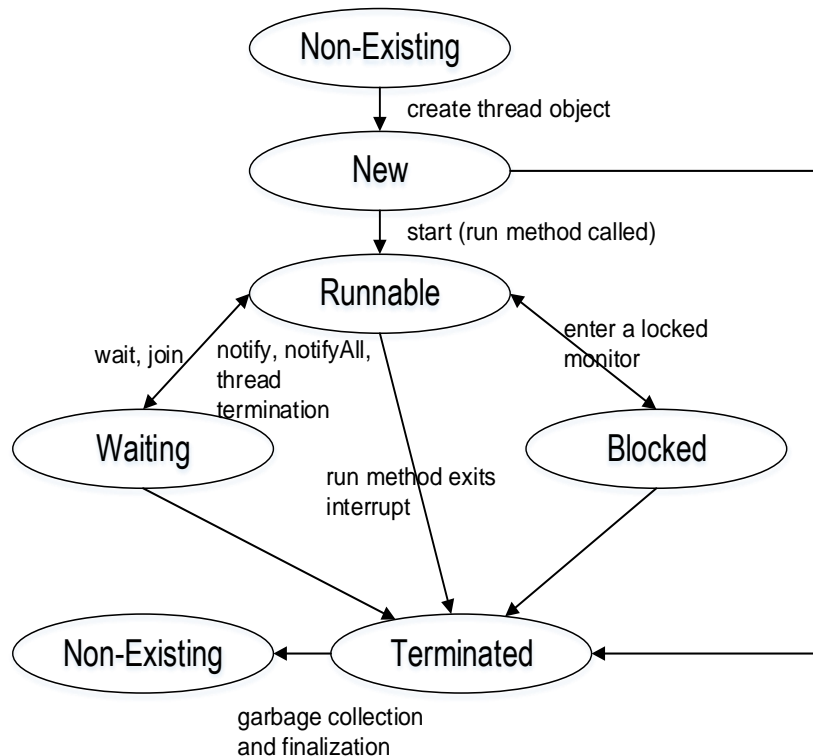 Non-Existing
create thread object
New
start (run method called)
Runnable
enter a locked
monitor
wait, join
notify, notifyAll,
thread
termination
Waiting
Blocked
run method exits
interrupt
Non-Existing
Terminated
garbage collection
and finalization